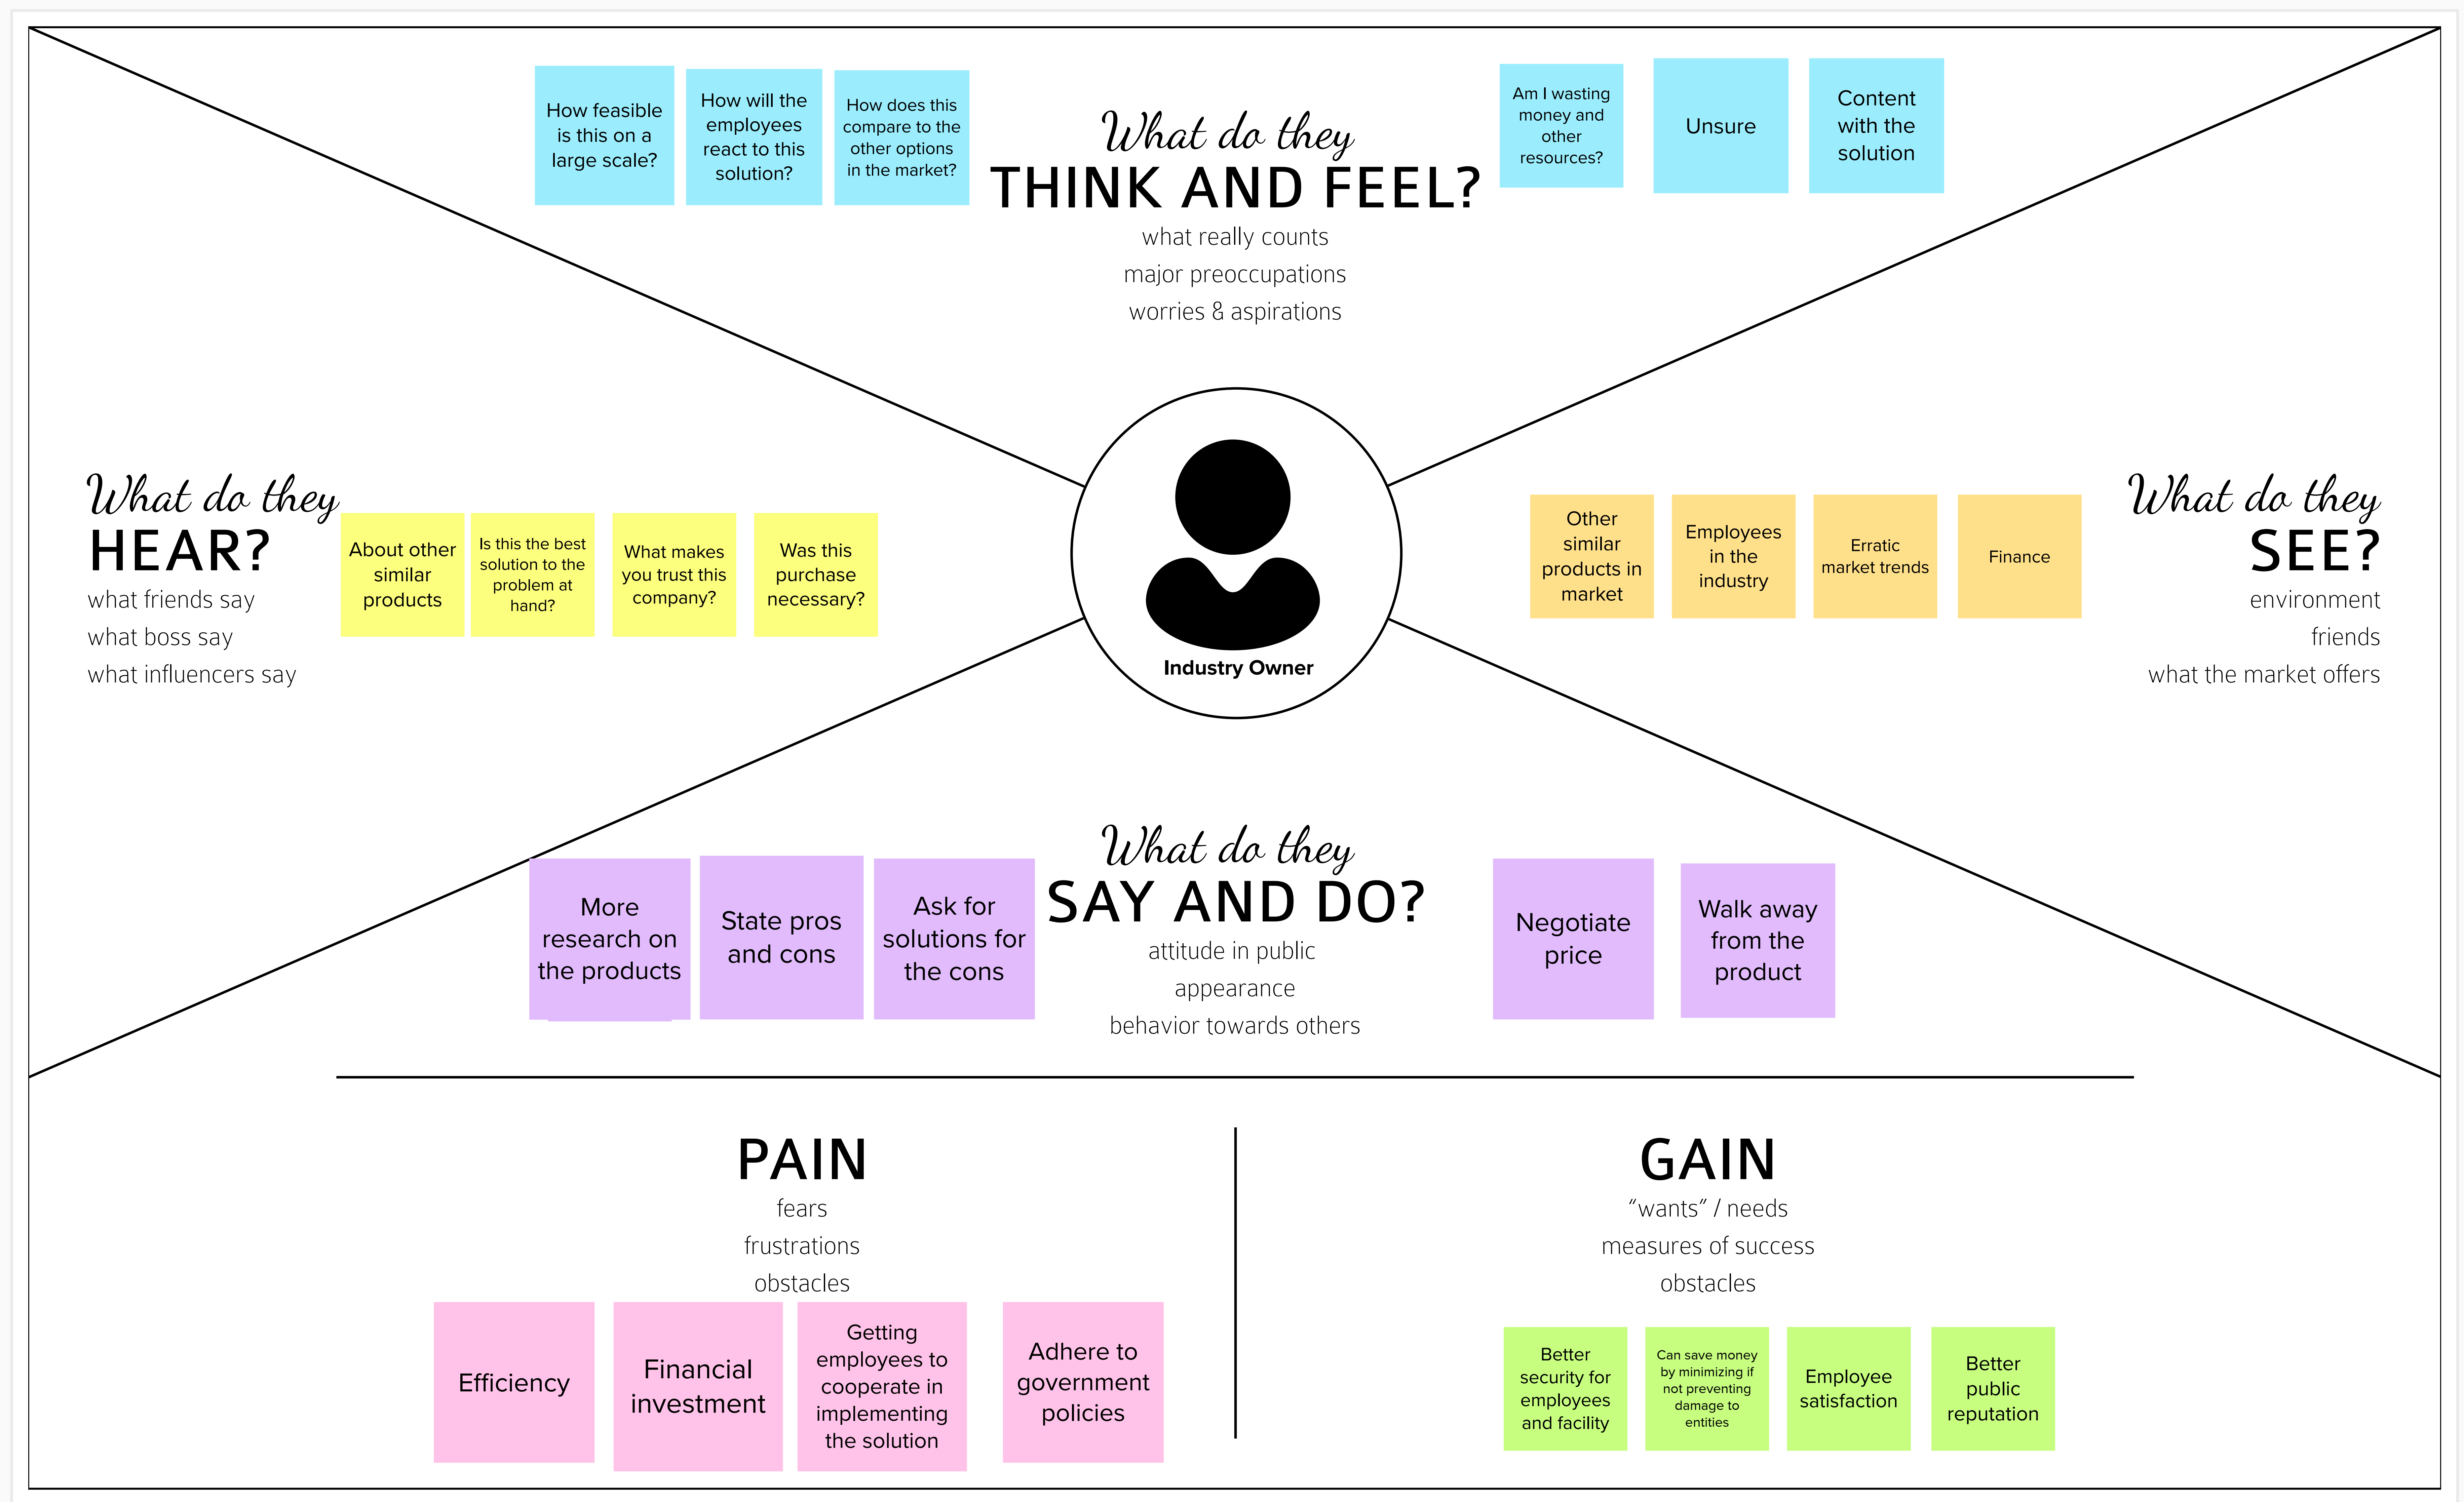 How feasible
is this on a
large scale?
How will the
employees
react to this
solution?
How does this
compare to the
other options
in the market?
What do they
THINK AND FEEL?
what really counts
major preoccupations
worries & aspirations
Am I wasting
money and
other
resources?
Unsure
Content
with the
solution
What do they
HEAR?
what friends say
what boss say
what influencers say
About other
similar
products
Is this the best
solution to the
problem at
hand?
What makes
you trust this
company?
Was this
purchase
necessary?
Industry Owner
Other
similar
products in
market
Employees
in the
industry
Erratic
market trends
Finance
What do they
SEE?
environment
friends
what the market offers
More
research on
the products
State pros
and cons
Ask for
solutions for
the cons
What do they
SAY AND DO?
attitude in public
appearance
behavior towards others
Negotiate
price
Walk away
from the
product
PAIN
fears
frustrations
obstacles
Efficiency
Financial
investment
Getting
employees to
cooperate in
implementing
the solution
Adhere to
government
policies
GAIN
“wants” / needs
measures of success
obstacles
Better
security for
employees
and facility
Can save money
by minimizing if
not preventing
damage to
entities
Employee
satisfaction
Better
public
reputation